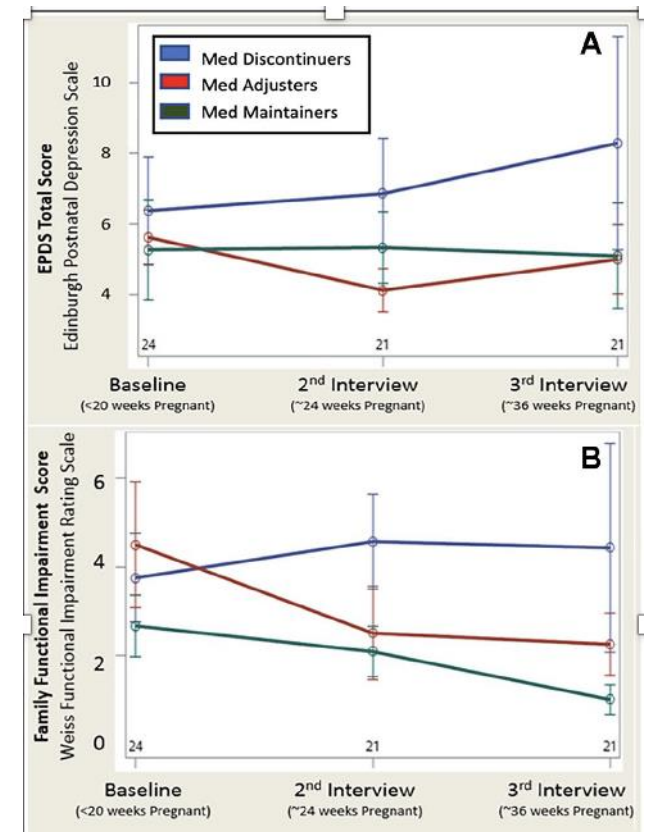 A
Med Discontinuers
Med Adjusters
Med Maintainers
EPDS Total Score
Edinburgh Postnatal Depression Scale
10
8
6
4
24
21
21
Baseline
(<20 weeks Pregnant)
2nd Interview
(~24 weeks Pregnant)
3rd Interview
(~36 weeks Pregnant)
B
Family Functional Impairment Score
Weiss Functional Impairment Rating Scale
6
4
2
0
24
21
21
Baseline
(<20 weeks Pregnant)
2nd Interview
(~24 weeks Pregnant)
3rd Interview
(~36 weeks Pregnant)